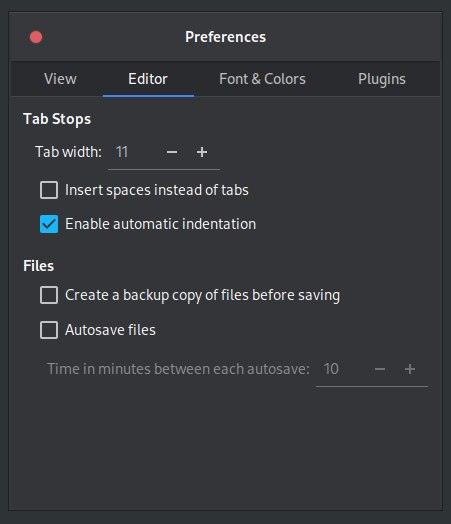 Preferences
View Editor Font & Colors Plugins
Tab Stops
Tab width: 11 − +
Insert spaces instead of tabs
Enable automatic indentation
Files
Create a backup copy of files before saving
Autosave files
Time in minutes between each autosave: 10 − +